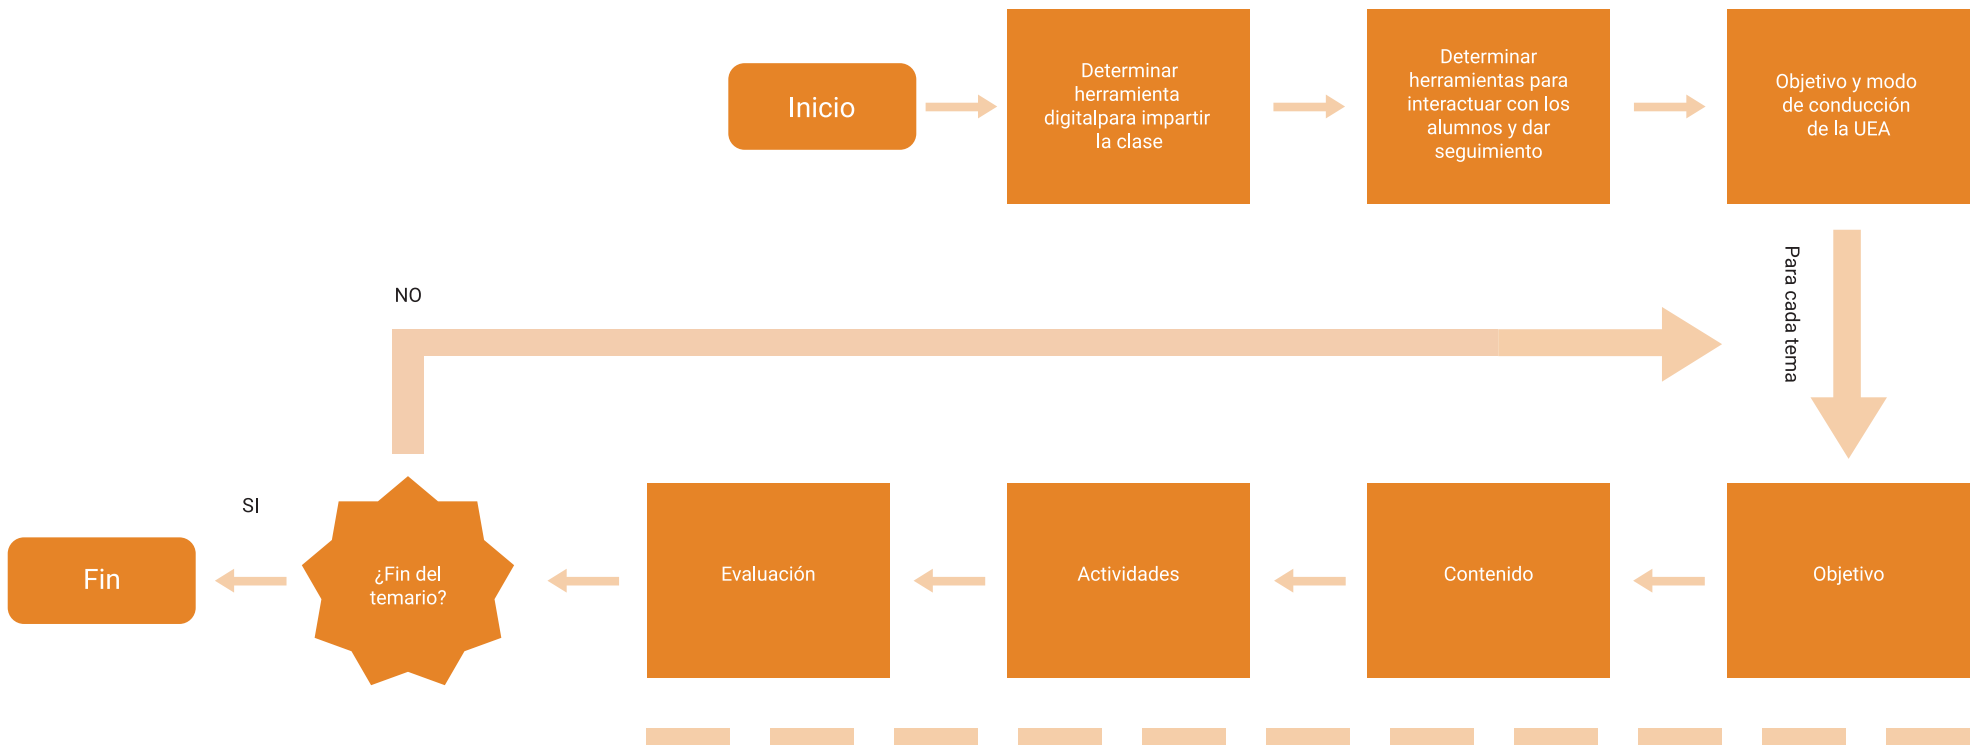 Inicio
Determinar
herramienta
digitalpara impartir
la clase
Determinar
herramientas para
interactuar con los
alumnos y dar
seguimiento
Objetivo y modo
de conducción
de la UEA
Para cada tema
NO
Objetivo
Contenido
Actividades
Evaluación
¿Fin del
temario?
SI
Fin